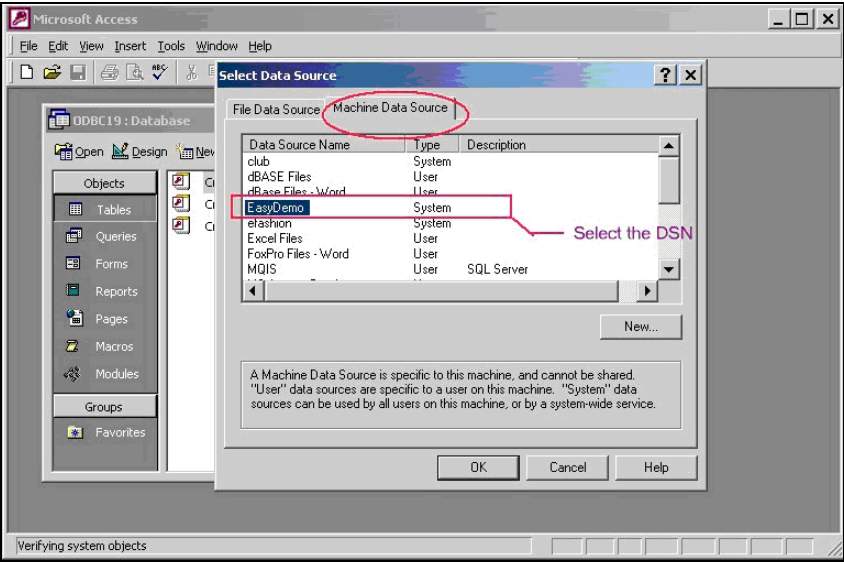 Microsoft Access
File Edit View Insert Tools Window Help
Select Data Source
File Data Source Machine Data Source
ODBC19 : Database
Open Design New
Objects
Tables
Queries
Forms
Reports
Pages
Macros
Modules
Groups
Favorites
Data Source Name Type Description
club System
dBASE Files User
dBase Files - Word User
EasyDemo System
efashion System
Excel Files User
FoxPro Files - Word User
MQIS User SQL Server
Select the DSN
New...
A Machine Data Source is specific to this machine, and cannot be shared.
"User" data sources are specific to a user on this machine. "System" data
sources can be used by all users on this machine, or by a system-wide service.
OK Cancel Help
Verifying system objects